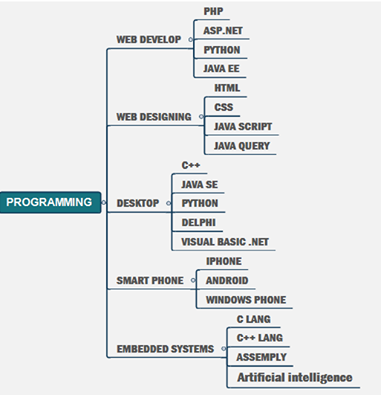 PROGRAMMING
WEB DEVELOP
PHP
ASP.NET
PYTHON
JAVA EE
WEB DESIGNING
HTML
CSS
JAVA SCRIPT
JAVA QUERY
DESKTOP
C++
JAVA SE
PYTHON
DELPHI
VISUAL BASIC .NET
SMART PHONE
IPHONE
ANDROID
WINDOWS PHONE
EMBEDDED SYSTEMS
C LANG
C++ LANG
ASSEMPLY
Artificial intelligence